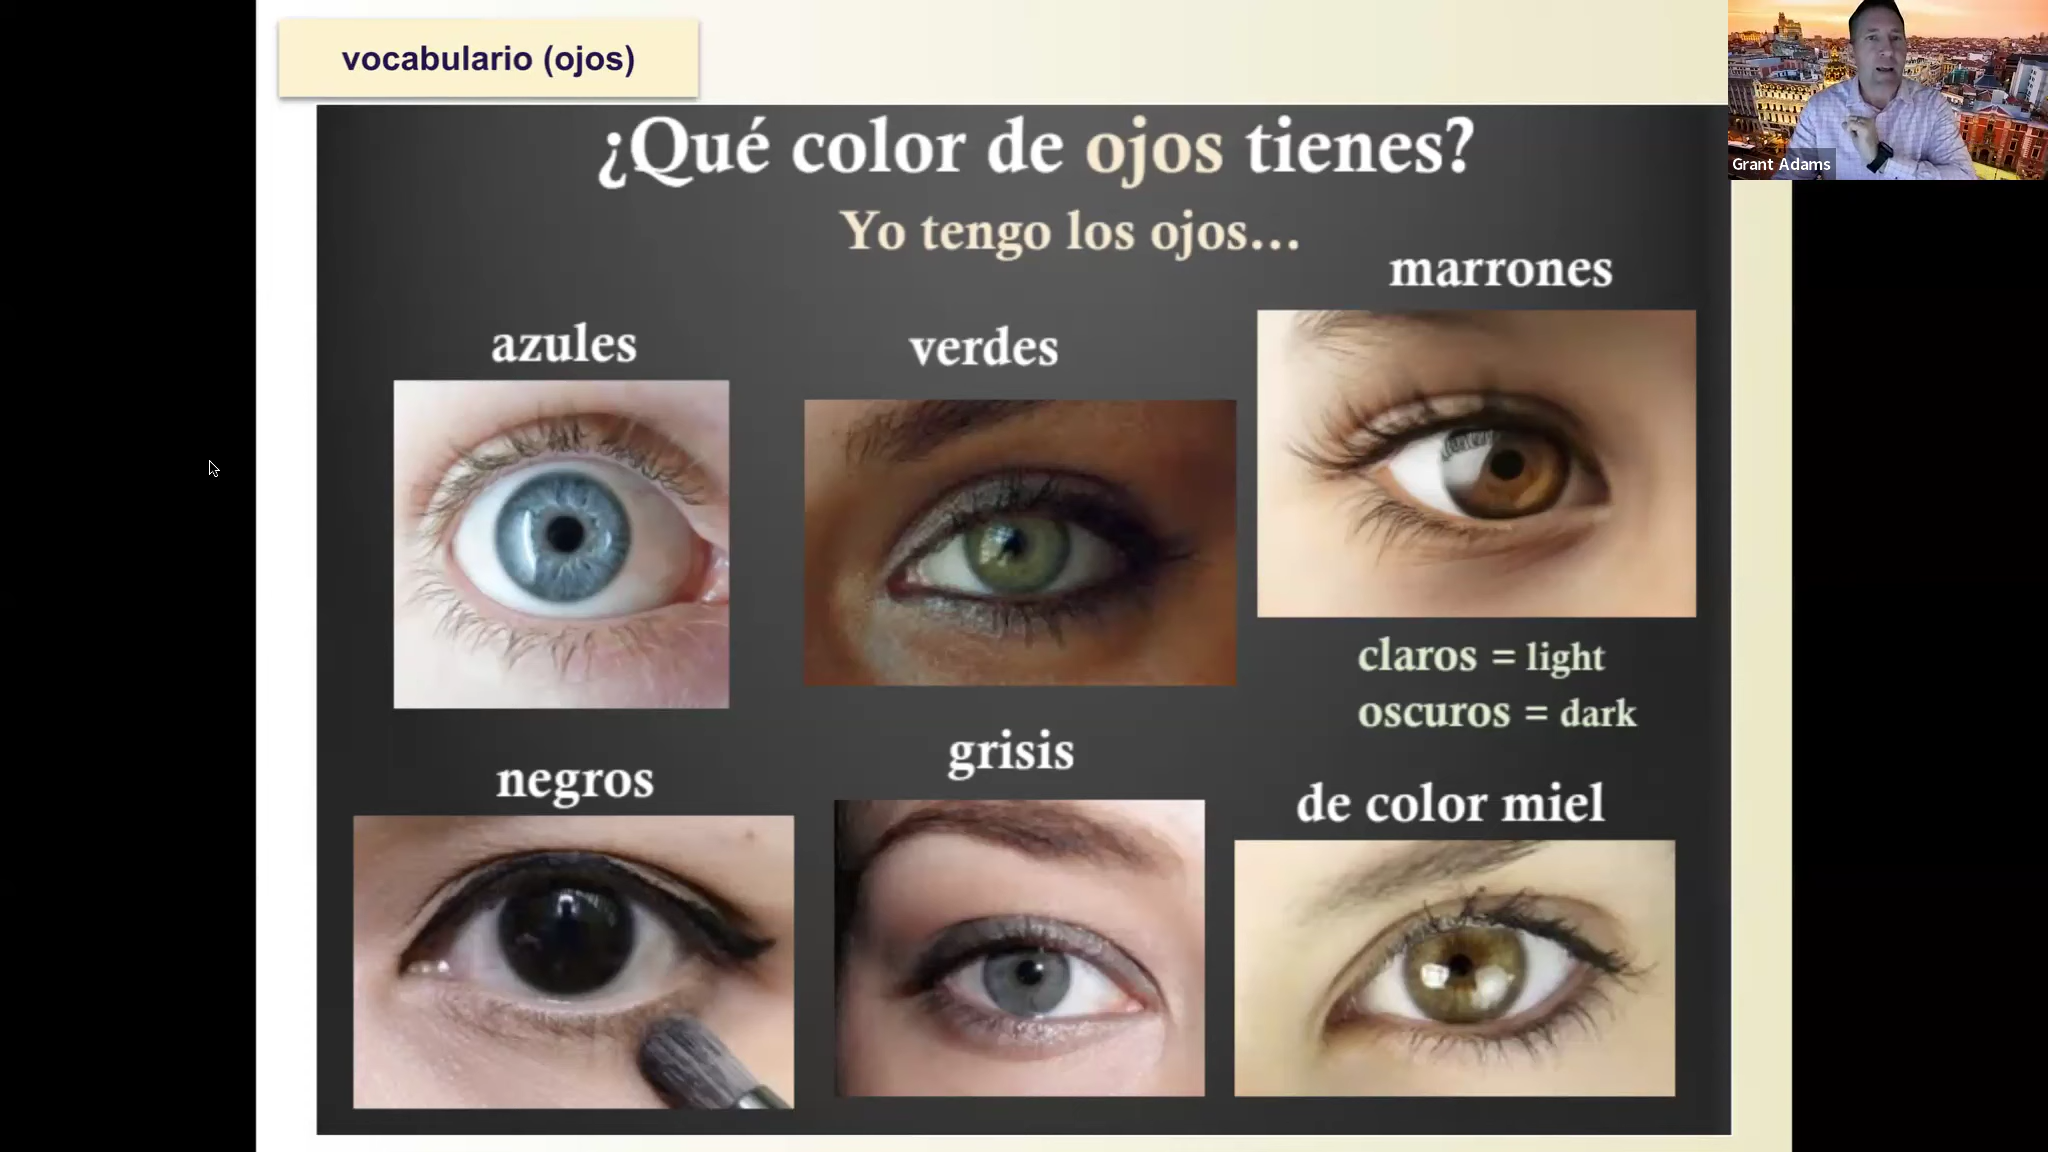 vocabulario (ojos)
Grant Adams
¿Qué color de ojos tienes?
Yo tengo los ojos...
azules
verdes
marrones
claros = light
oscuros = dark
negros
grisis
de color miel